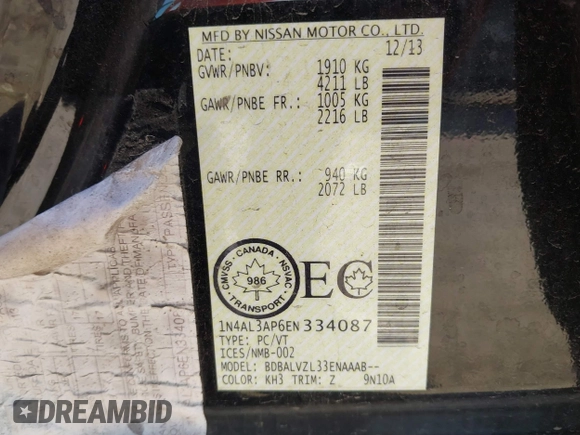 MFD BY NISSAN MOTOR CO., LTD.
DATE: 12/13
GVWR/PNBV: 1910 KG
4211 LB
GAWR/PNBE FR.: 1005 KG
2216 LB
GAWR/PNBE RR.: 940 KG
2072 LB
CMVSS · CANADA · NSVAC
986
TRANSPORT
EC
1N4AL3AP6EN334087
TYPE: PC/VT
ICES/NMB-002
MODEL: BDBALVZL33ENAAAB--
COLOR: KH3 TRIM: Z 9N10A
DREAMBID